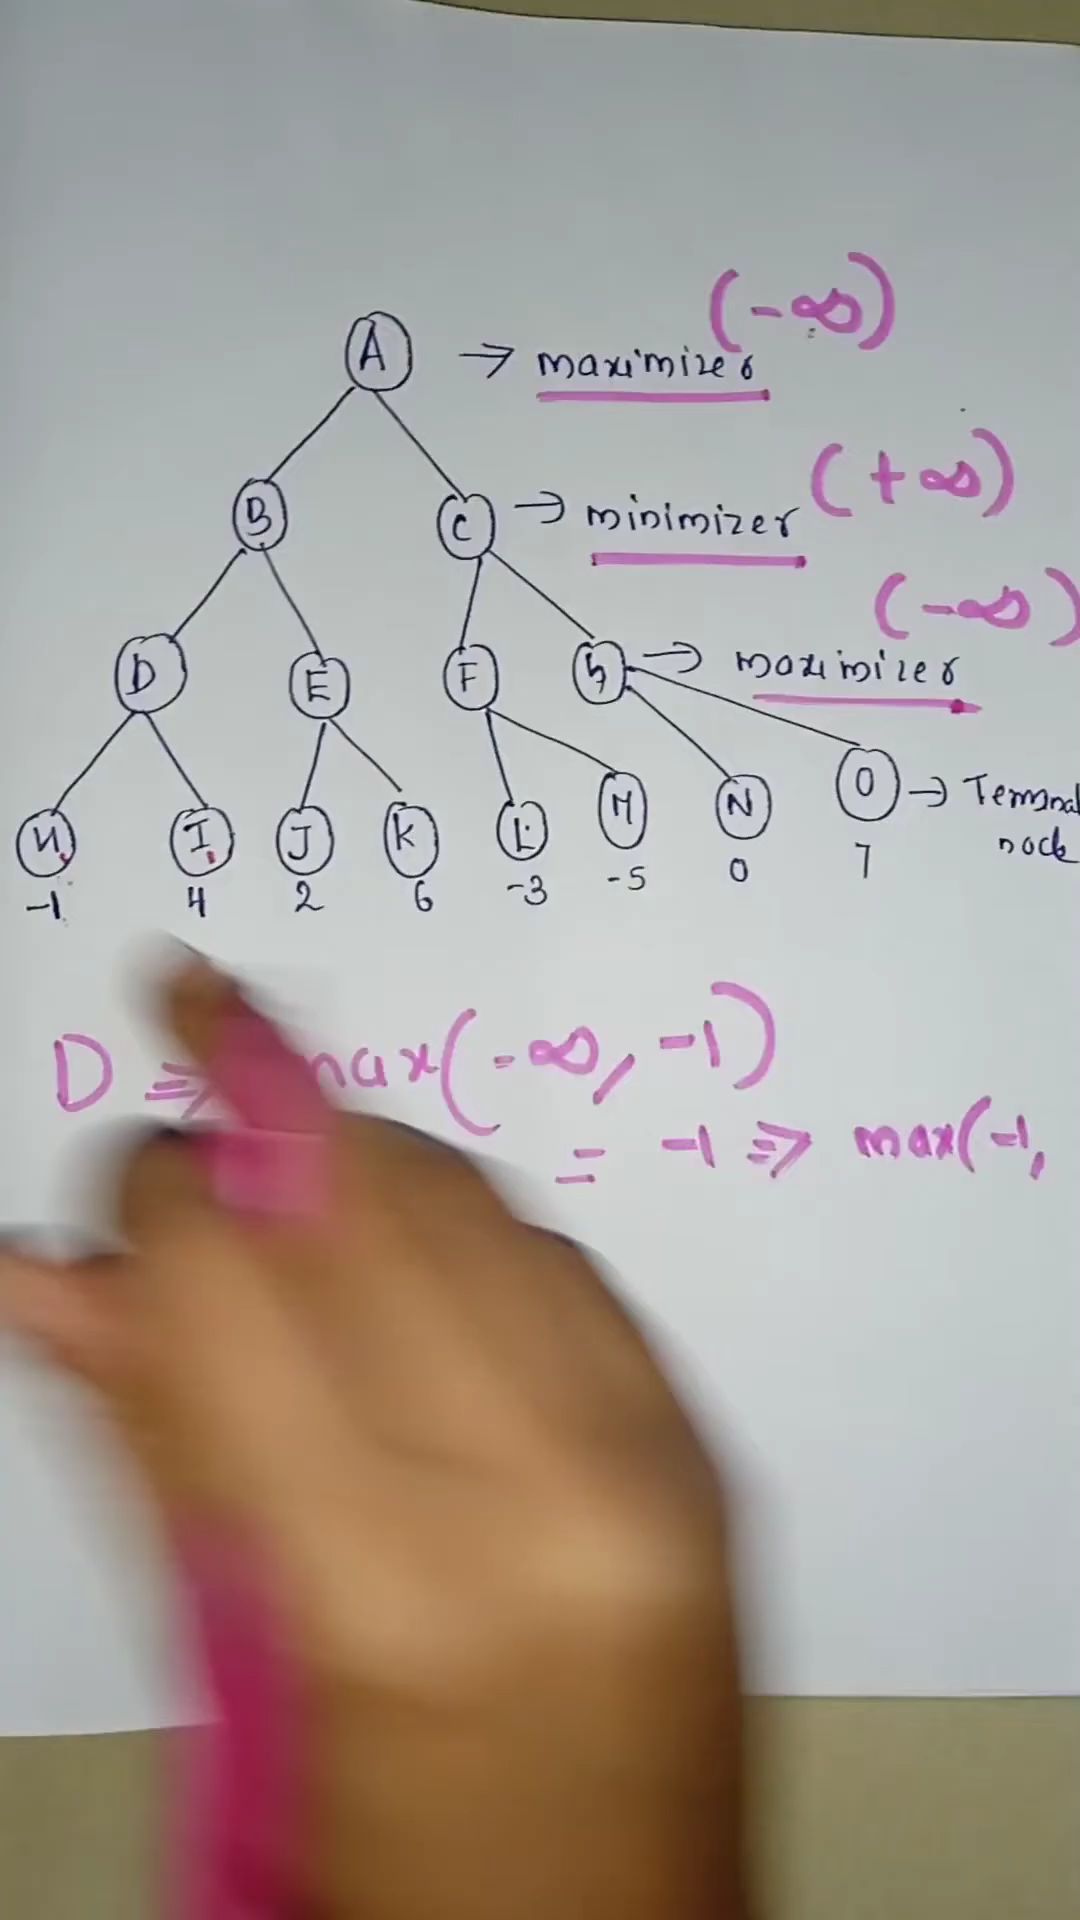 (-∞)
A → maximizer
(+∞)
B C → minimizer
(-∞)
D E F G → maximizer
H I J K L M N O → Terminal
node
-1 4 2 6 -3 -5 0 7
D ⇒ max(-∞, -1)
= -1 ⇒ max(-1,